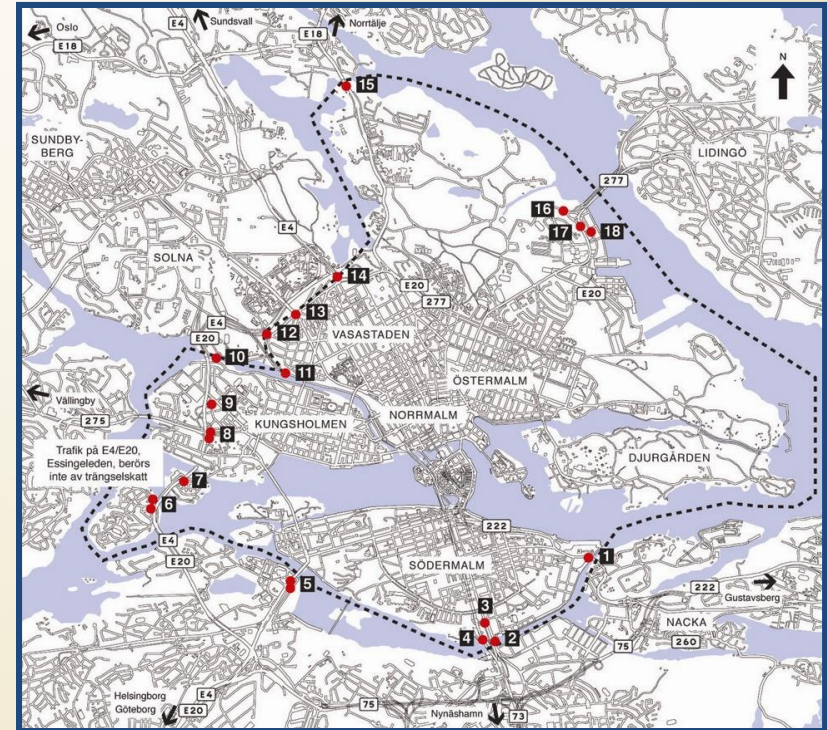 Oslo
E18
E4
Sundsvall
E18
Norrtälje
N
15
SUNDBY-
BERG
LIDINGÖ
277
16
17
18
E4
SOLNA
14
E20
277
E20
13
E4
E20
12
VASASTADEN
10
11
ÖSTERMALM
Vällingby
275
9
KUNGSHOLMEN
NORRMALM
8
Trafik på E4/E20,
Essingeleden, berörs
inte av trängselskatt
DJURGÅRDEN
7
6
222
E4
E20
1
SÖDERMALM
5
222
Gustavsberg
3
NACKA
4
2
75
260
Helsingborg
Göteborg
E4
E20
75
Nynäshamn
73